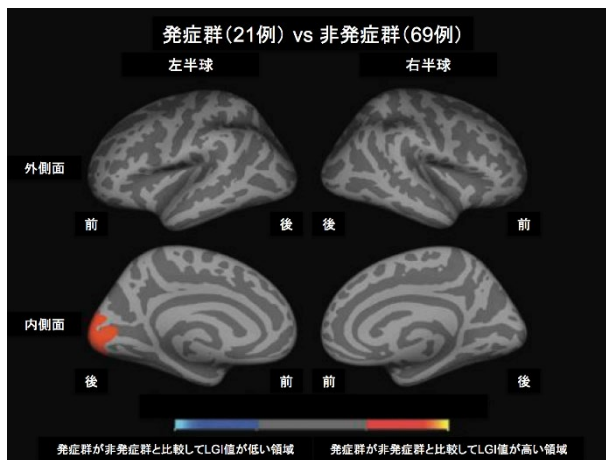 発症群(21例) vs 非発症群(69例)
左半球 右半球
外側面
前 後 後 前
内側面
後 前 前 後
発症群が非発症群と比較してLGI値が低い領域 発症群が非発症群と比較してLGI値が高い領域